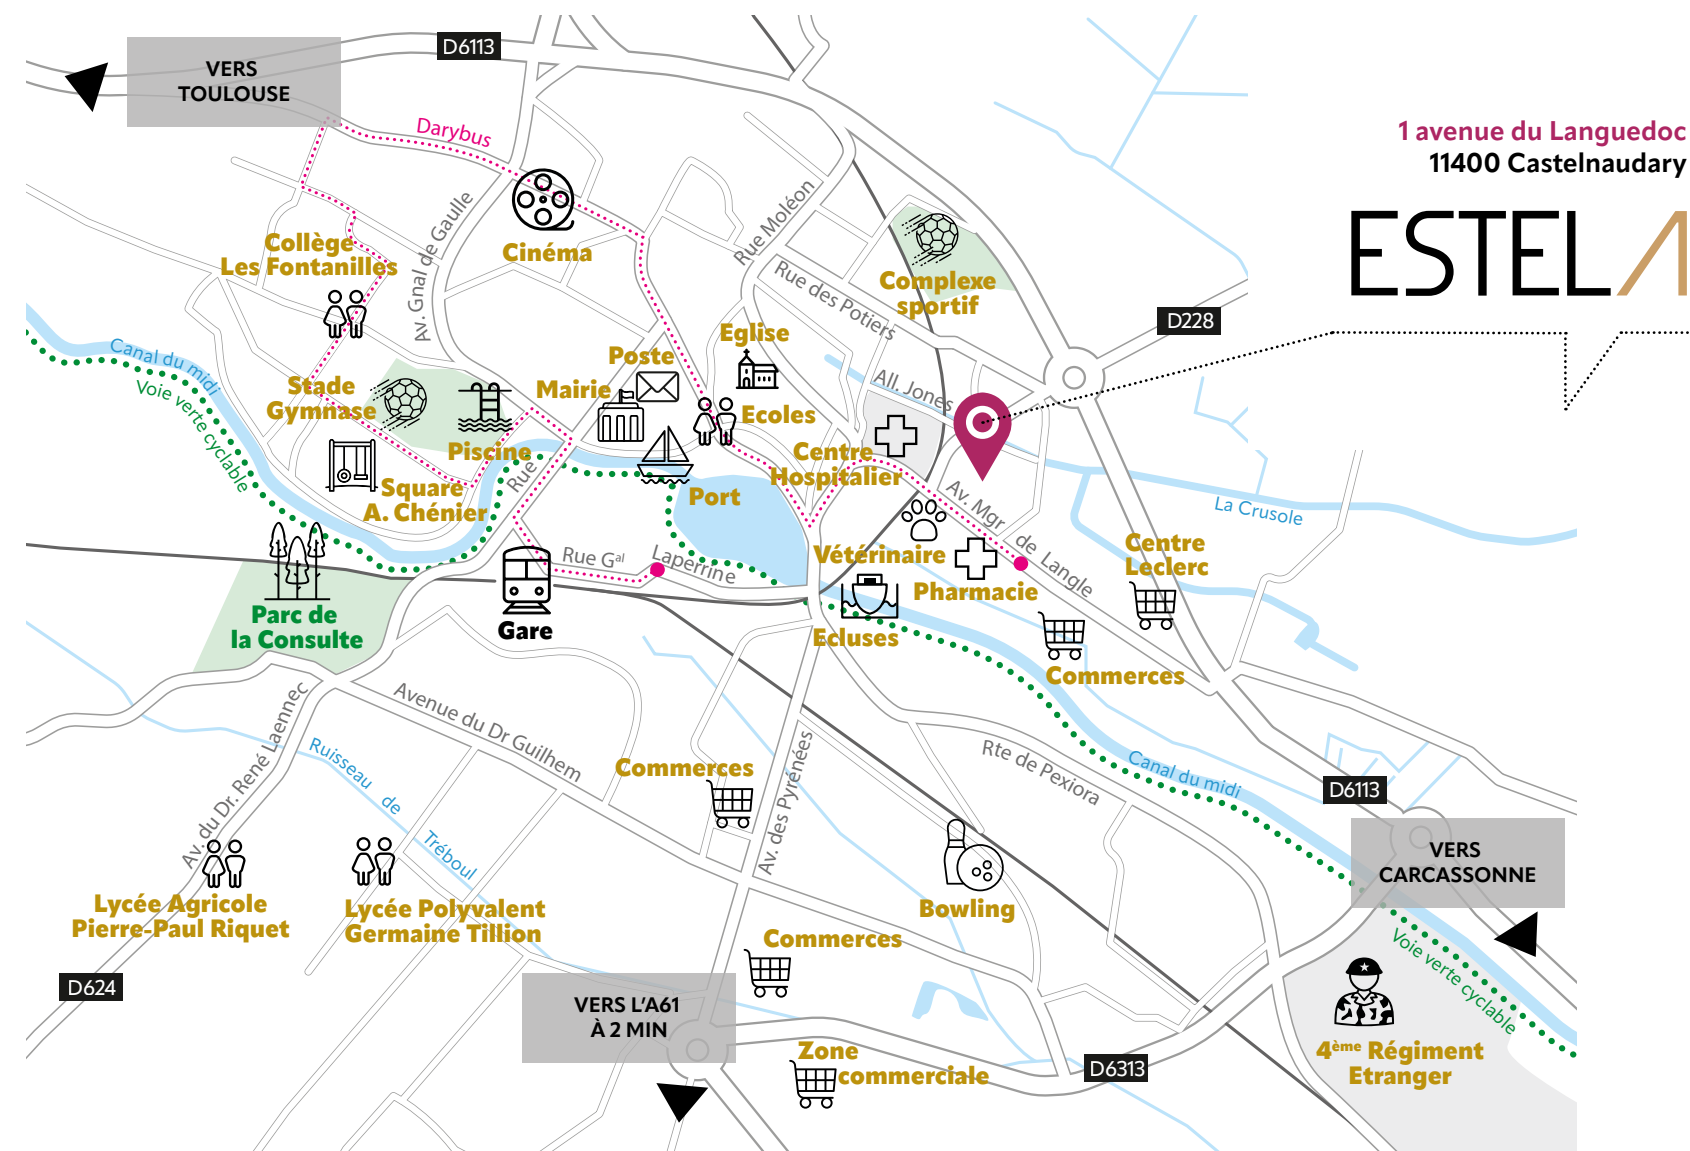 D6113
VERS
TOULOUSE
Darybus
1 avenue du Languedoc
11400 Castelnaudary
ESTELA
Collège
Les Fontanilles
Av. Gnal de Gaulle
Cinéma
Rue Moléon
Rue des Potiers
Complexe
sportif
D228
Canal du midi
Voie verte cyclable
Stade
Gymnase
Piscine
Mairie
Poste
Eglise
Ecoles
All. Jones
Centre
Hospitalier
Square
A. Chénier
Rue
Port
Av. Mgr
de Langle
La Crusole
Centre
Leclerc
Vétérinaire
Pharmacie
Rue Gal
Laperrine
Gare
Parc de
la Consulte
Ecluses
Commerces
Avenue du Dr Guilhem
Av. du Dr. René Laennec
Ruisseau de
Tréboul
Commerces
Av. des Pyrénées
Rte de Pexiora
Canal du midi
D6113
VERS
CARCASSONNE
Lycée Agricole
Pierre-Paul Riquet
Lycée Polyvalent
Germaine Tillion
Bowling
Commerces
D624
VERS L'A61
À 2 MIN
Voie verte cyclable
Zone
commerciale
D6313
4ème Régiment
Etranger